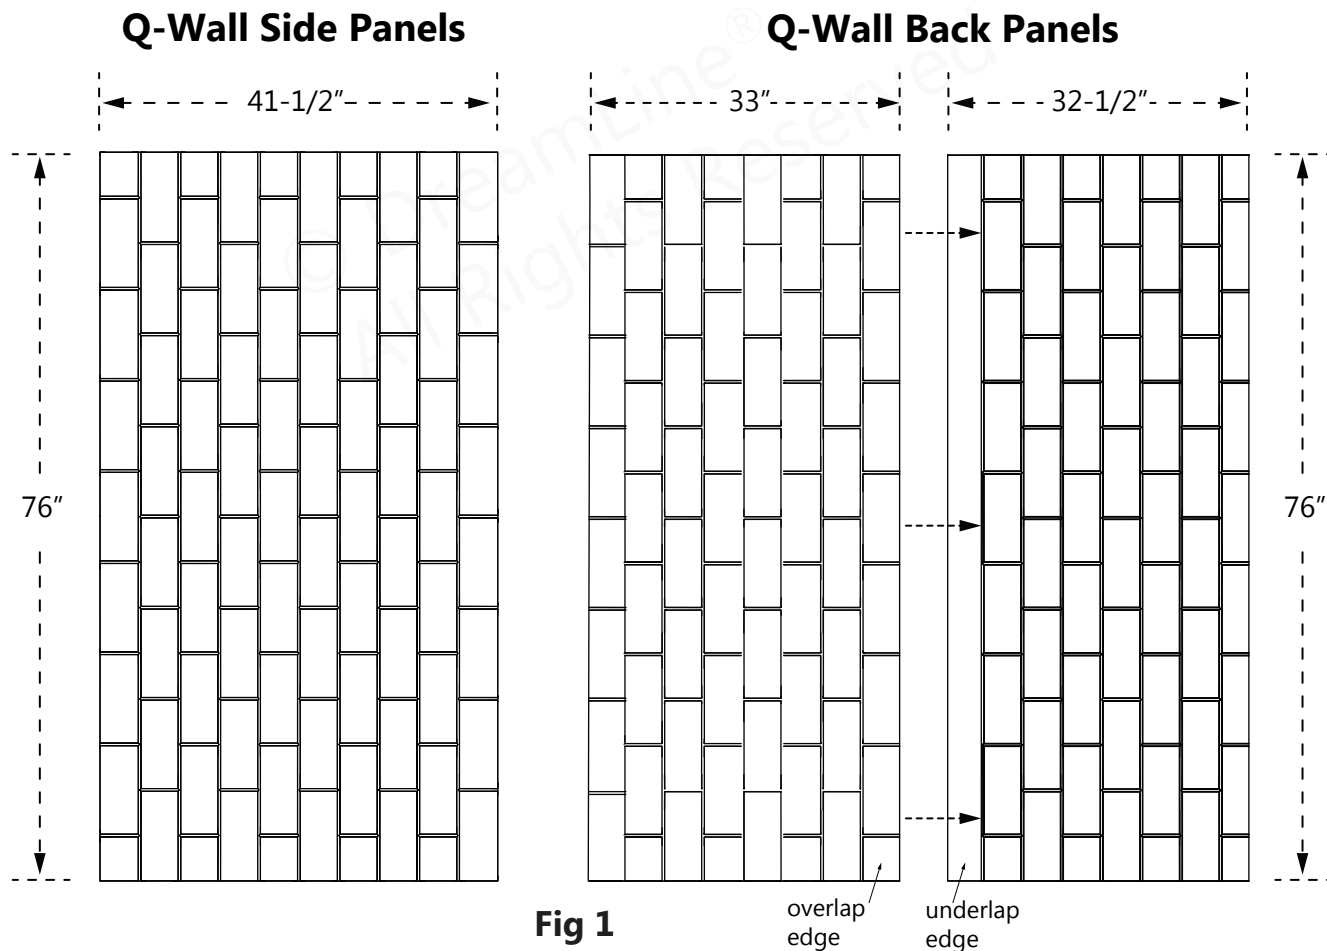 Q-Wall Side Panels
Q-Wall Back Panels
41-1/2"
33"
32-1/2"
76"
76"
© DreamLine®
All Rights Reserved
overlap
edge
underlap
edge
Fig 1